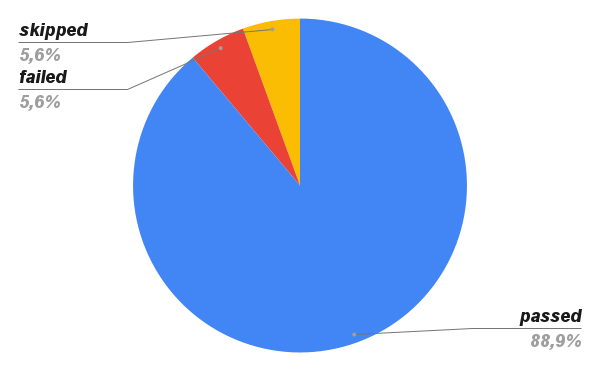 skipped
5,6%
failed
5,6%
passed
88,9%